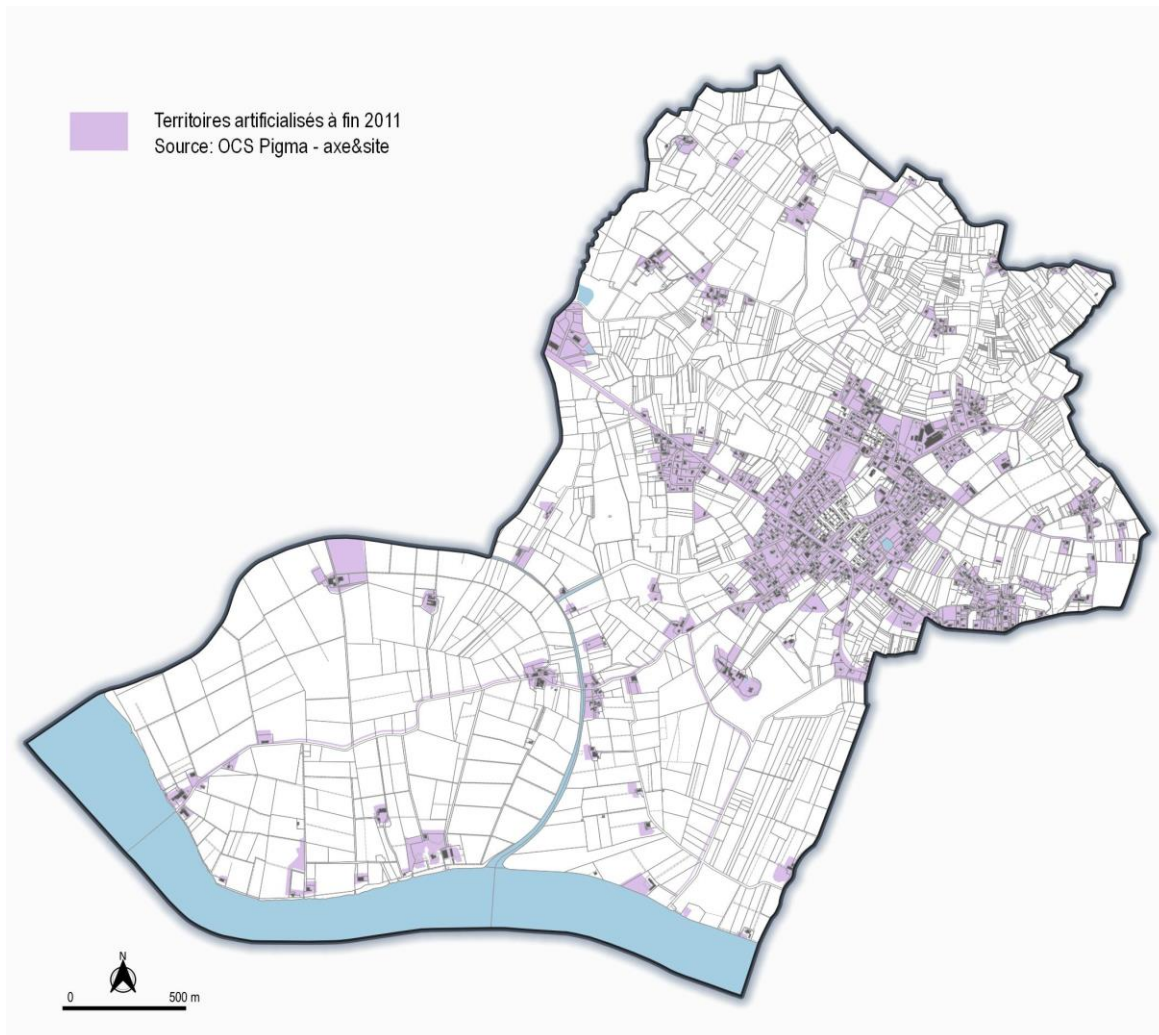 Territoires artificialisés à fin 2011
Source: OCS Pigma - axe&site
N
0 500 m